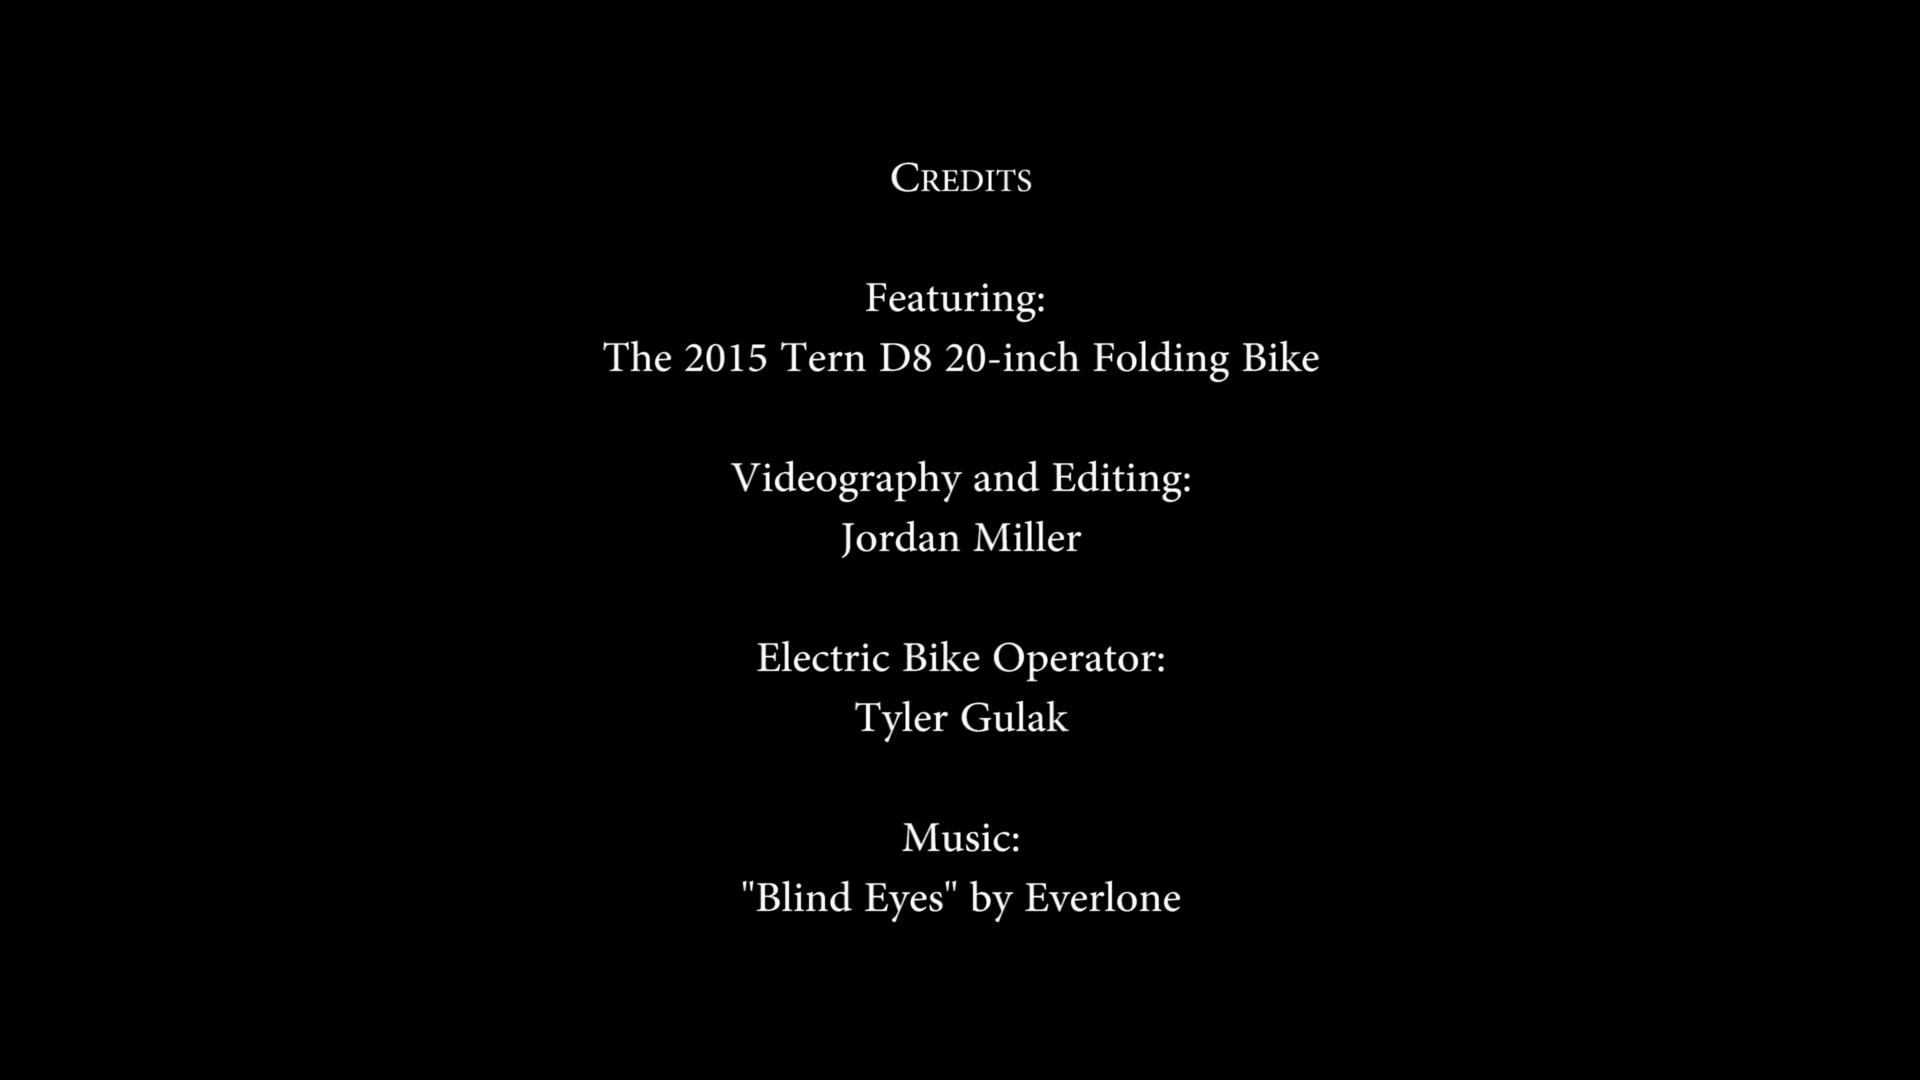 CREDITS
Featuring:
The 2015 Tern D8 20-inch Folding Bike
Videography and Editing:
Jordan Miller
Electric Bike Operator:
Tyler Gulak
Music:
"Blind Eyes" by Everlone